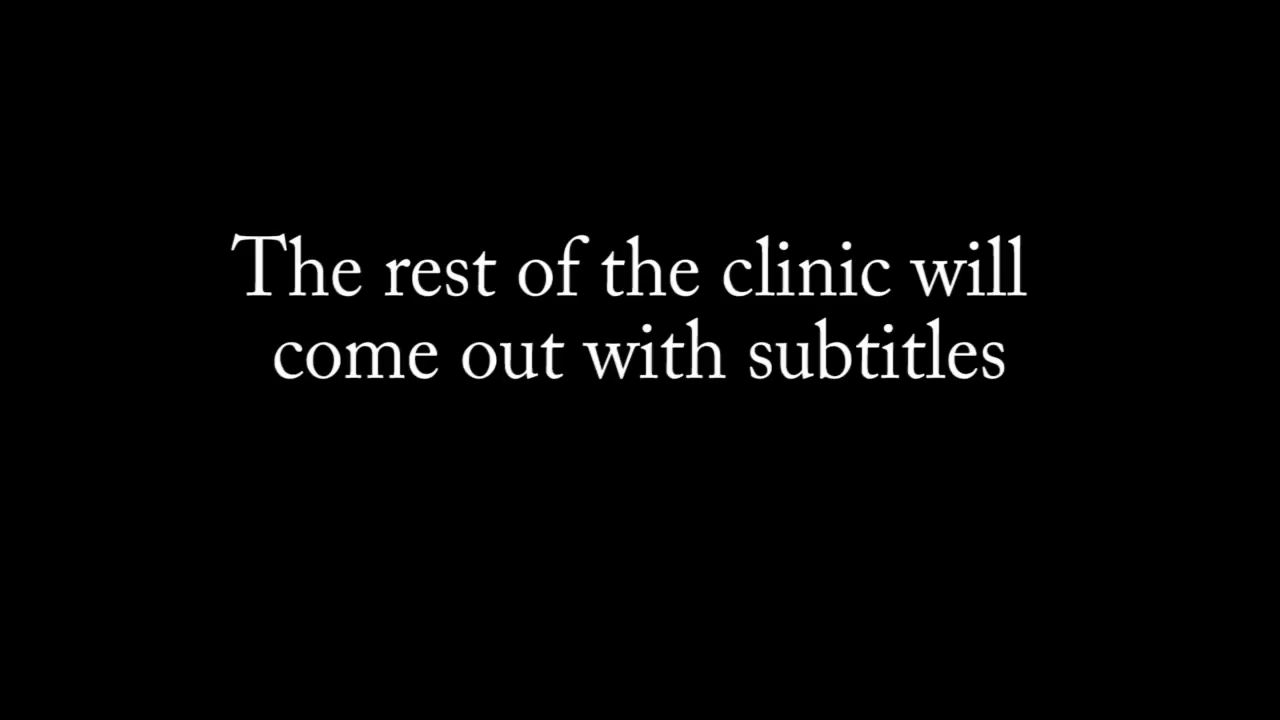 The rest of the clinic will
come out with subtitles